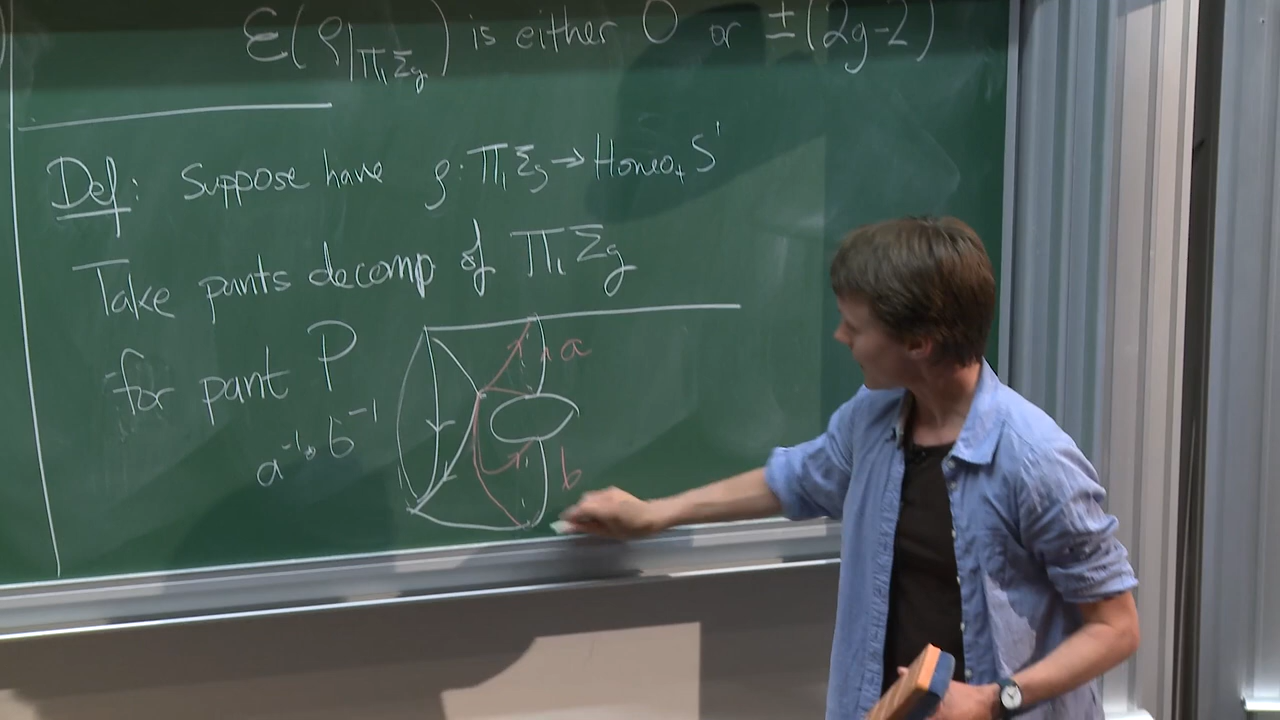 ε(ρ|π₁Σg) is either 0 or ±(2g-2)
Def: Suppose have ρ: π₁Σg → Homeo₊ S¹
Take pants decomp of π₁Σg
for pant P
a
a⁻¹∘b⁻¹
b